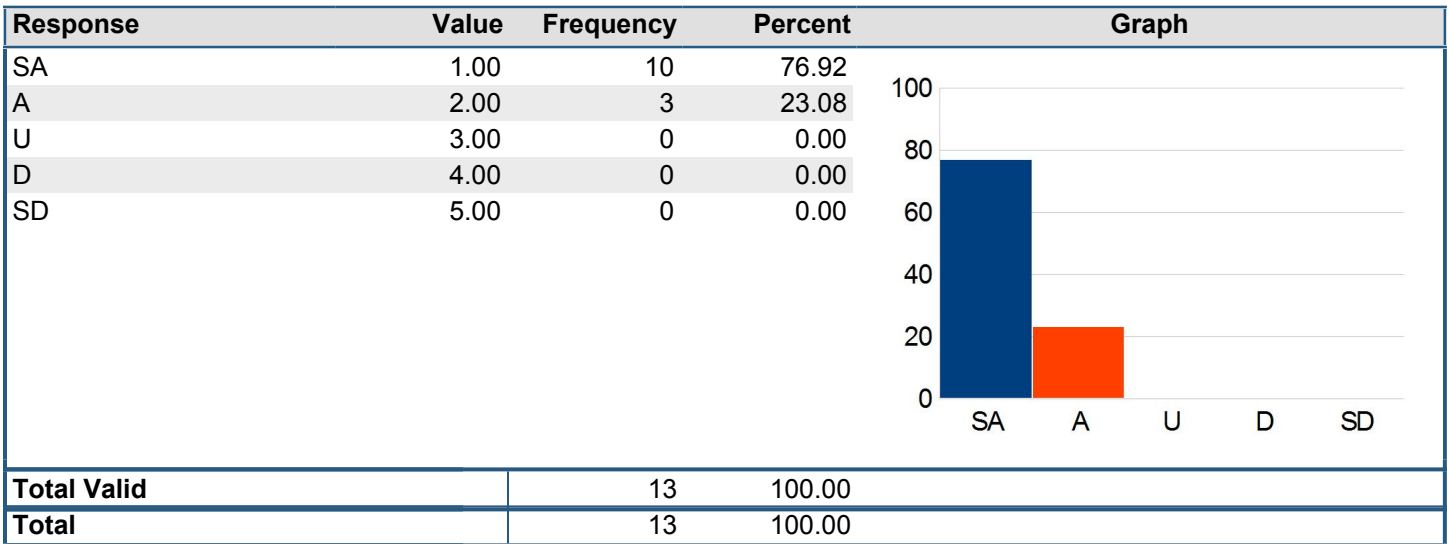 Response Value Frequency Percent Graph
SA 1.00 10 76.92
A 2.00 3 23.08
U 3.00 0 0.00
D 4.00 0 0.00
SD 5.00 0 0.00
100
80
60
40
20
0
SA A U D SD
Total Valid 13 100.00
Total 13 100.00